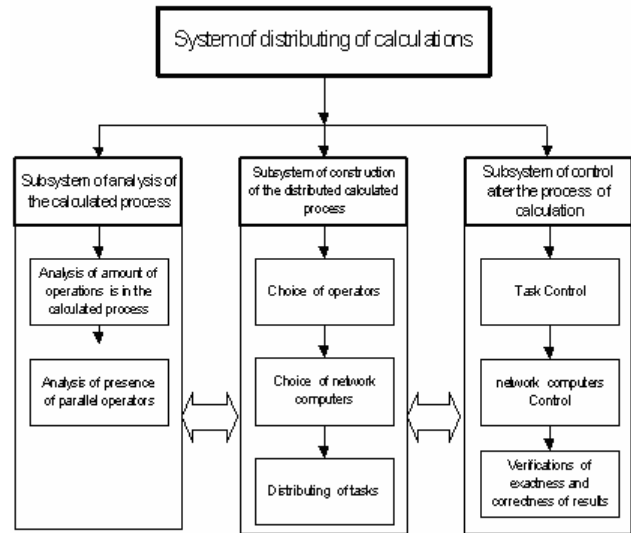 System of distributing of calculations
Subsystem of analysis of
the calculated process
Analysis of amount of
operations is in the
calculated process
Analysis of presence
of parallel operators
Subsystem of construction
of the distributed calculated
process
Choice of operators
Choice of network
computers
Distributing of tasks
Subsystem of control
ater the process of
calculation
Task Control
network computers
Control
Verifications of
exactness and
correctness of results